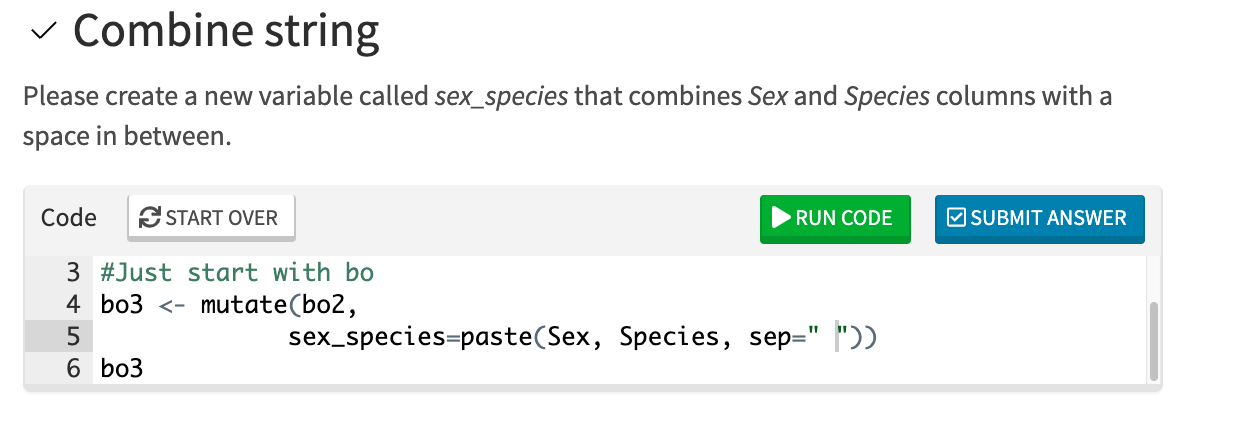 ✓ Combine string
Please create a new variable called sex_species that combines Sex and Species columns with a
space in between.
Code START OVER RUN CODE SUBMIT ANSWER
3 #Just start with bo
4 bo3 <- mutate(bo2,
5 sex_species=paste(Sex, Species, sep=" "))
6 bo3